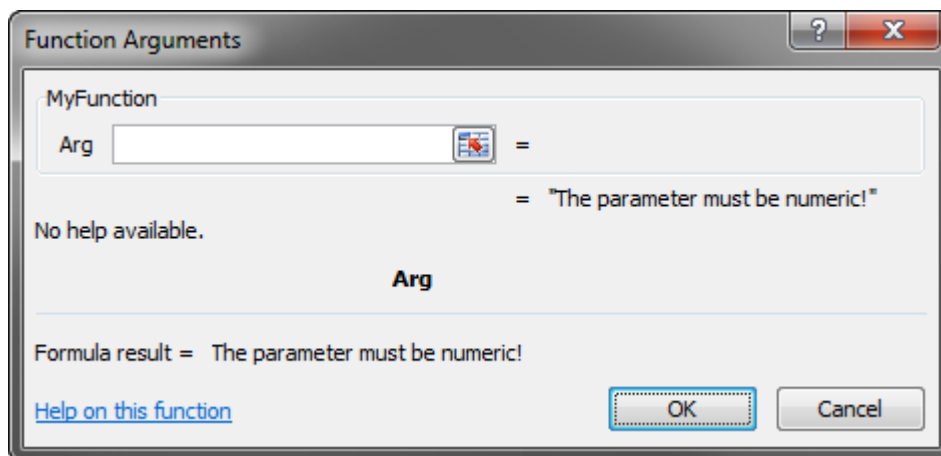 Function Arguments
?
X
MyFunction
Arg
=
= "The parameter must be numeric!"
No help available.
Arg
Formula result = The parameter must be numeric!
Help on this function
OK
Cancel